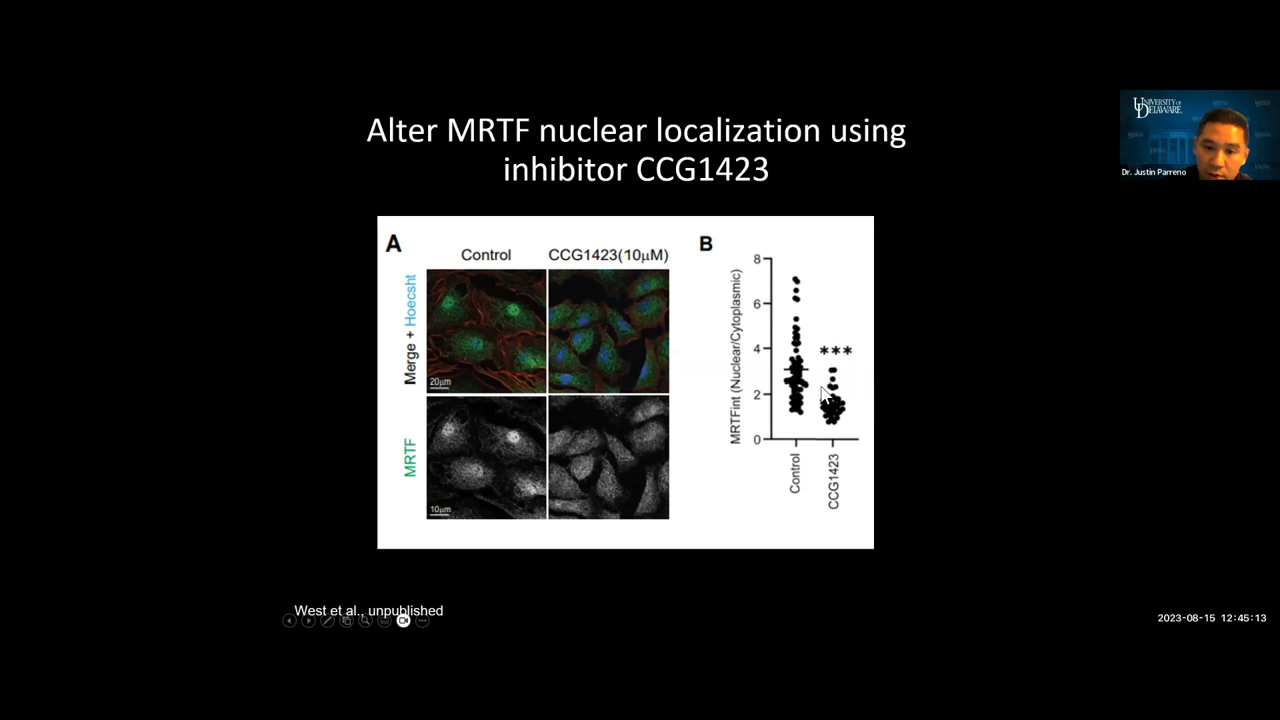 Alter MRTF nuclear localization using
inhibitor CCG1423
UNIVERSITY OF
DELAWARE
Dr. Justin Parreno
A
Control
CCG1423(10μM)
Merge + Hoecsht
20μm
MRTF
10μm
B
MRTFint (Nuclear/Cytoplasmic)
8
6
4
2
0
***
Control
CCG1423
West et al., unpublished
2023-08-15 12:45:13